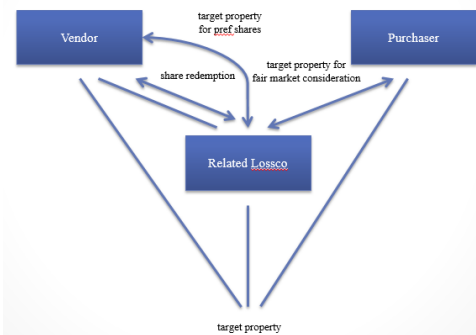 target property
for pref shares
Vendor
Purchaser
target property for
fair market consideration
share redemption
Related Lossco
target property